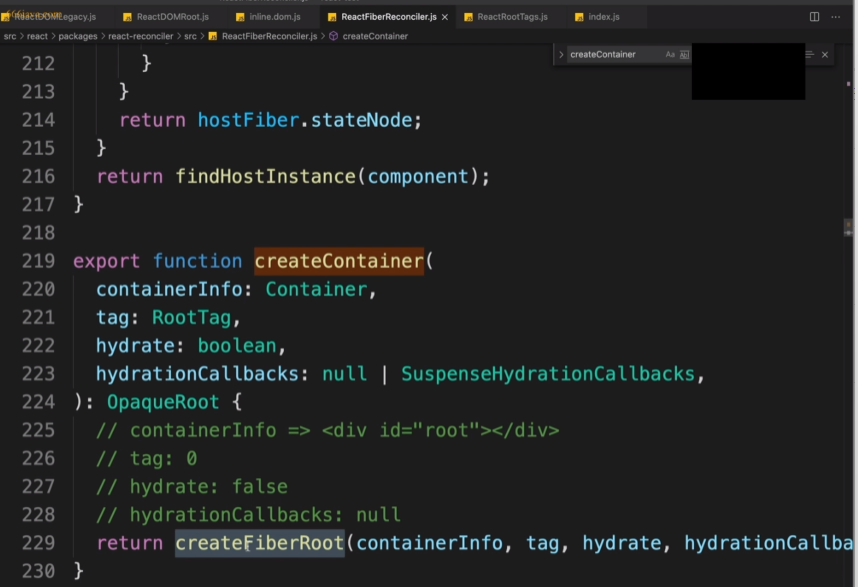 ReactDOMLegacy.js ReactDOMRoot.js inline.dom.js ReactFiberReconciler.js ReactRootTags.js index.js
src > react > packages > react-reconciler > src > ReactFiberReconciler.js > createContainer
createContainer Aa Ab
212 }
213 }
214 return hostFiber.stateNode;
215 }
216 return findHostInstance(component);
217 }
218
219 export function createContainer(
220 containerInfo: Container,
221 tag: RootTag,
222 hydrate: boolean,
223 hydrationCallbacks: null | SuspenseHydrationCallbacks,
224 ): OpaqueRoot {
225 // containerInfo => <div id="root"></div>
226 // tag: 0
227 // hydrate: false
228 // hydrationCallbacks: null
229 return createFiberRoot(containerInfo, tag, hydrate, hydrationCallba
230 }